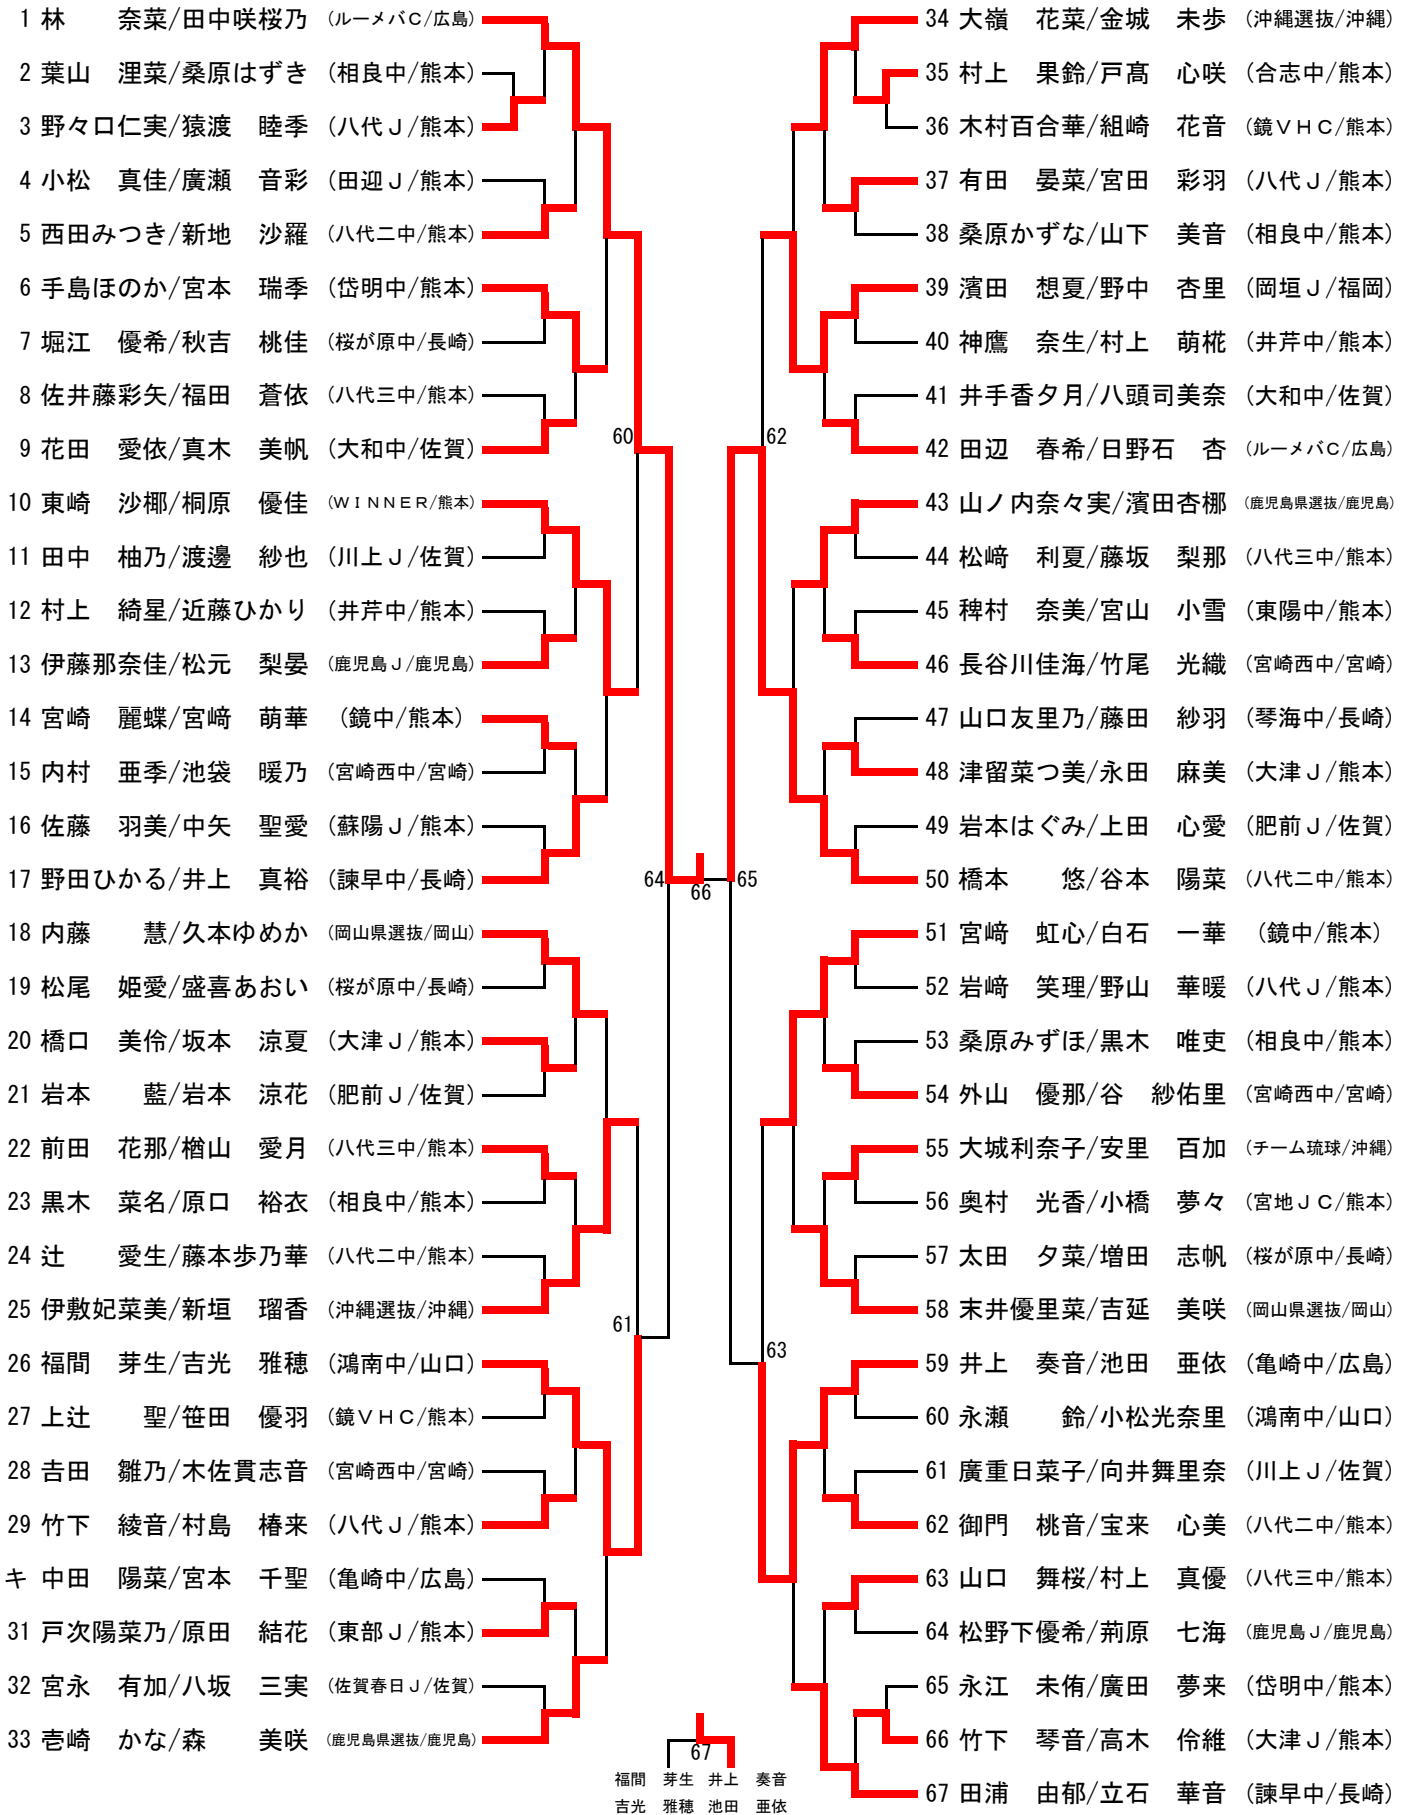 1 林　　奈菜/田中咲桜乃 (ルーメバC/広島)
2 葉山　浬菜/桑原はずき (相良中/熊本)
3 野々口仁実/猿渡　睦季 (八代J/熊本)
4 小松　真佳/廣瀬　音彩 (田迎J/熊本)
5 西田みつき/新地　沙羅 (八代二中/熊本)
6 手島ほのか/宮本　瑞季 (岱明中/熊本)
7 堀江　優希/秋吉　桃佳 (桜が原中/長崎)
8 佐井藤彩矢/福田　蒼依 (八代三中/熊本)
9 花田　愛依/真木　美帆 (大和中/佐賀)
10 東崎　沙椰/桐原　優佳 (WINNER/熊本)
11 田中　柚乃/渡邊　紗也 (川上J/佐賀)
12 村上　綺星/近藤ひかり (井芹中/熊本)
13 伊藤那奈佳/松元　梨晏 (鹿児島J/鹿児島)
14 宮崎　麗蝶/宮﨑　萌華 (鏡中/熊本)
15 内村　亜季/池袋　暖乃 (宮崎西中/宮崎)
16 佐藤　羽美/中矢　聖愛 (蘇陽J/熊本)
17 野田ひかる/井上　真裕 (諫早中/長崎)
18 内藤　　慧/久本ゆめか (岡山県選抜/岡山)
19 松尾　姫愛/盛喜あおい (桜が原中/長崎)
20 橋口　美伶/坂本　涼夏 (大津J/熊本)
21 岩本　　藍/岩本　涼花 (肥前J/佐賀)
22 前田　花那/楢山　愛月 (八代三中/熊本)
23 黒木　菜名/原口　裕衣 (相良中/熊本)
24 辻　　愛生/藤本歩乃華 (八代二中/熊本)
25 伊敷妃菜美/新垣　瑠香 (沖縄選抜/沖縄)
26 福間　芽生/吉光　雅穂 (鴻南中/山口)
27 上辻　　聖/笹田　優羽 (鏡VHC/熊本)
28 吉田　雛乃/木佐貫志音 (宮崎西中/宮崎)
29 竹下　綾音/村島　椿来 (八代J/熊本)
キ 中田　陽菜/宮本　千聖 (亀崎中/広島)
31 戸次陽菜乃/原田　結花 (東部J/熊本)
32 宮永　有加/八坂　三実 (佐賀春日J/佐賀)
33 壱崎　かな/森　　美咲 (鹿児島県選抜/鹿児島)
60
61
64
66
65
62
63
67
福間　芽生　井上　奏音
吉光　雅穂　池田　亜依
34 大嶺　花菜/金城　未歩 (沖縄選抜/沖縄)
35 村上　果鈴/戸髙　心咲 (合志中/熊本)
36 木村百合華/組崎　花音 (鏡VHC/熊本)
37 有田　晏菜/宮田　彩羽 (八代J/熊本)
38 桑原かずな/山下　美音 (相良中/熊本)
39 濱田　想夏/野中　杏里 (岡垣J/福岡)
40 神鷹　奈生/村上　萌椛 (井芹中/熊本)
41 井手香夕月/八頭司美奈 (大和中/佐賀)
42 田辺　春希/日野石　杏 (ルーメバC/広島)
43 山ノ内奈々実/濱田杏梛 (鹿児島県選抜/鹿児島)
44 松﨑　利夏/藤坂　梨那 (八代三中/熊本)
45 稗村　奈美/宮山　小雪 (東陽中/熊本)
46 長谷川佳海/竹尾　光織 (宮崎西中/宮崎)
47 山口友里乃/藤田　紗羽 (琴海中/長崎)
48 津留菜つ美/永田　麻美 (大津J/熊本)
49 岩本はぐみ/上田　心愛 (肥前J/佐賀)
50 橋本　　悠/谷本　陽菜 (八代二中/熊本)
51 宮﨑　虹心/白石　一華 (鏡中/熊本)
52 岩﨑　笑理/野山　華暖 (八代J/熊本)
53 桑原みずほ/黒木　唯吏 (相良中/熊本)
54 外山　優那/谷　紗佑里 (宮崎西中/宮崎)
55 大城利奈子/安里　百加 (チーム琉球/沖縄)
56 奥村　光香/小橋　夢々 (宮地JC/熊本)
57 太田　夕菜/増田　志帆 (桜が原中/長崎)
58 末井優里菜/吉延　美咲 (岡山県選抜/岡山)
59 井上　奏音/池田　亜依 (亀崎中/広島)
60 永瀬　　鈴/小松光奈里 (鴻南中/山口)
61 廣重日菜子/向井舞里奈 (川上J/佐賀)
62 御門　桃音/宝来　心美 (八代二中/熊本)
63 山口　舞桜/村上　真優 (八代三中/熊本)
64 松野下優希/荊原　七海 (鹿児島J/鹿児島)
65 永江　未侑/廣田　夢来 (岱明中/熊本)
66 竹下　琴音/高木　伶維 (大津J/熊本)
67 田浦　由郁/立石　華音 (諫早中/長崎)